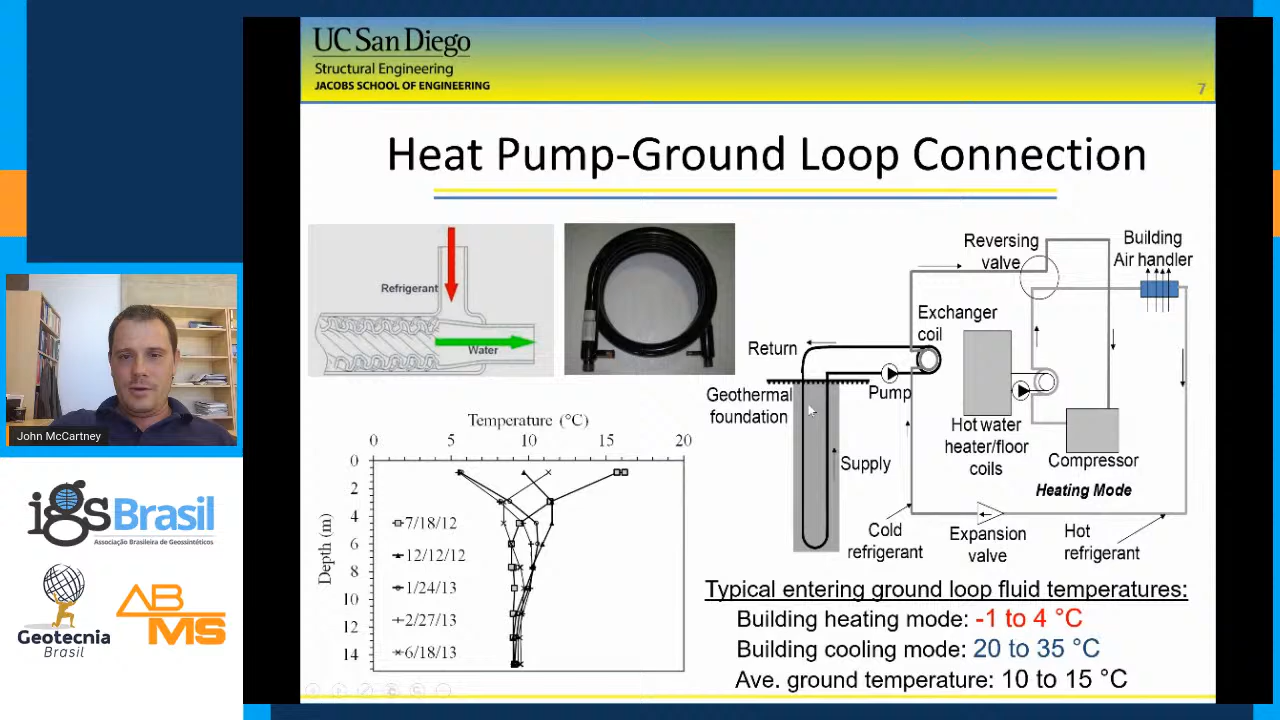 UC San Diego
Structural Engineering
JACOBS SCHOOL OF ENGINEERING
7
Heat Pump-Ground Loop Connection
Refrigerant
Water
Reversing
valve
Building
Air handler
Exchanger
coil
Return
Geothermal
foundation
Pump
Hot water
heater/floor
coils
Compressor
Supply
Heating Mode
Cold
refrigerant
Expansion
valve
Hot
refrigerant
Temperature (°C)
0 5 10 15 20
Depth (m)
0
2
4
6
8
10
12
14
7/18/12
12/12/12
1/24/13
2/27/13
6/18/13
Typical entering ground loop fluid temperatures:
Building heating mode: -1 to 4 °C
Building cooling mode: 20 to 35 °C
Ave. ground temperature: 10 to 15 °C
John McCartney
igs Brasil
Associação Brasileira de Geossintéticos
Geotecnia
Brasil
ABMS